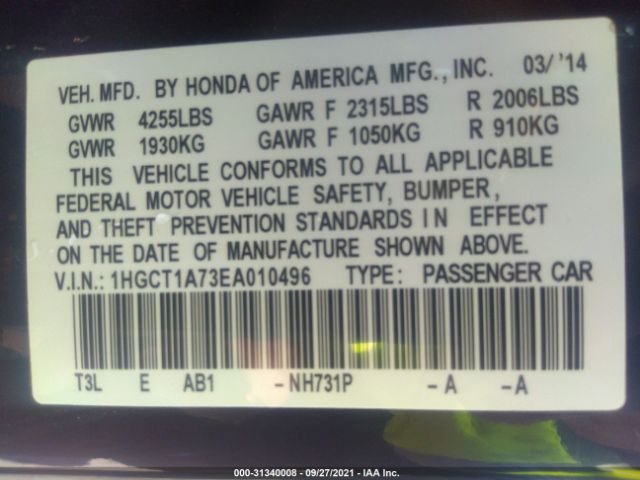 VEH. MFD. BY HONDA OF AMERICA MFG., INC. 03/'14
GVWR 4255LBS GAWR F 2315LBS R 2006LBS
GVWR 1930KG GAWR F 1050KG R 910KG
THIS VEHICLE CONFORMS TO ALL APPLICABLE
FEDERAL MOTOR VEHICLE SAFETY, BUMPER,
AND THEFT PREVENTION STANDARDS IN EFFECT
ON THE DATE OF MANUFACTURE SHOWN ABOVE.
V.I.N.: 1HGCT1A73EA010496 TYPE: PASSENGER CAR
T3L E AB1 -NH731P -A -A
000-31340008 - 09/27/2021 - IAA Inc.